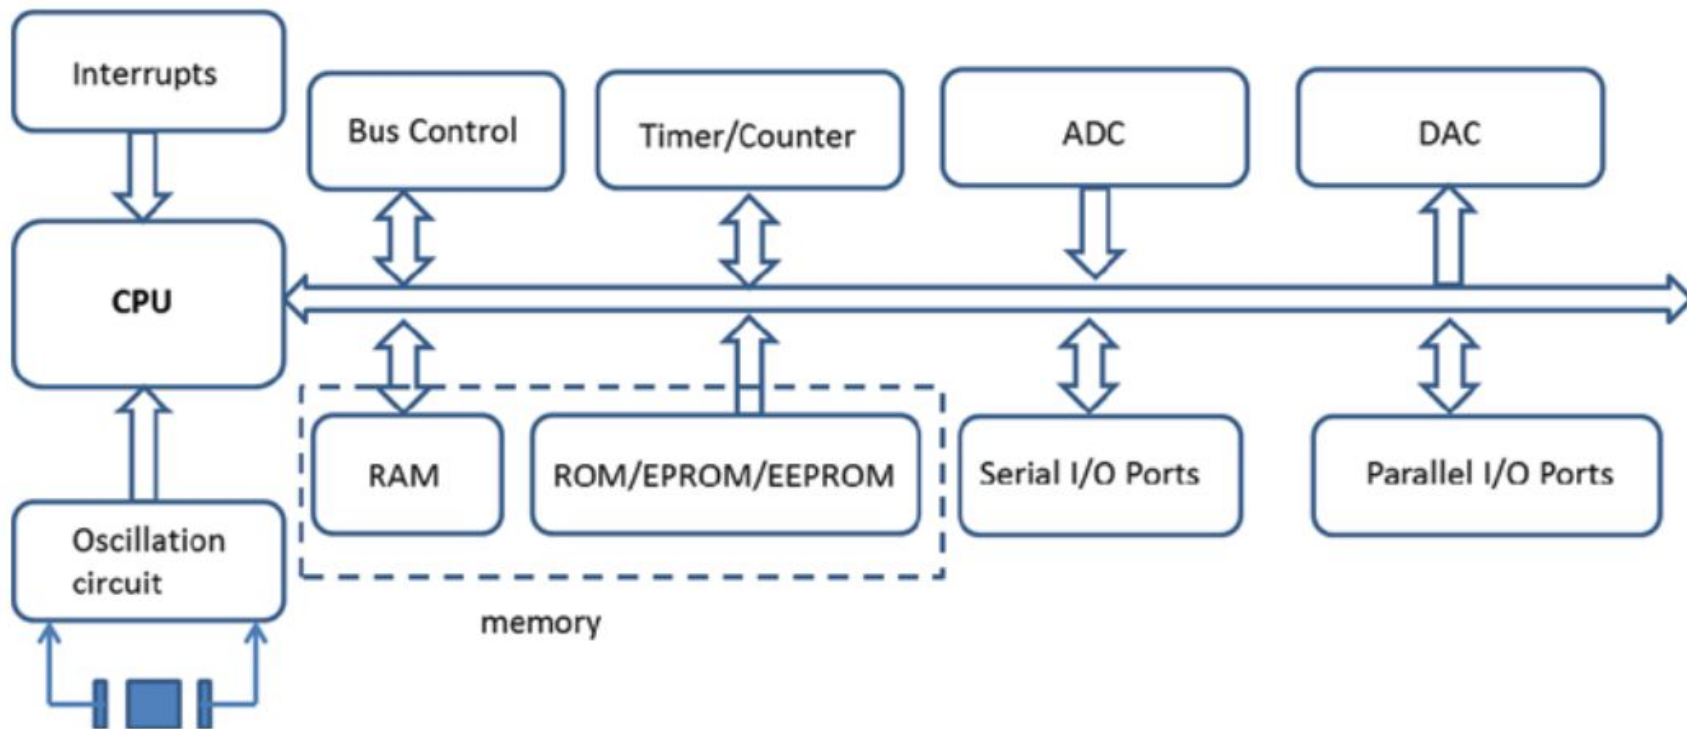 Interrupts
Bus Control
Timer/Counter
ADC
DAC
CPU
RAM
ROM/EPROM/EEPROM
Serial I/O Ports
Parallel I/O Ports
Oscillation
circuit
memory